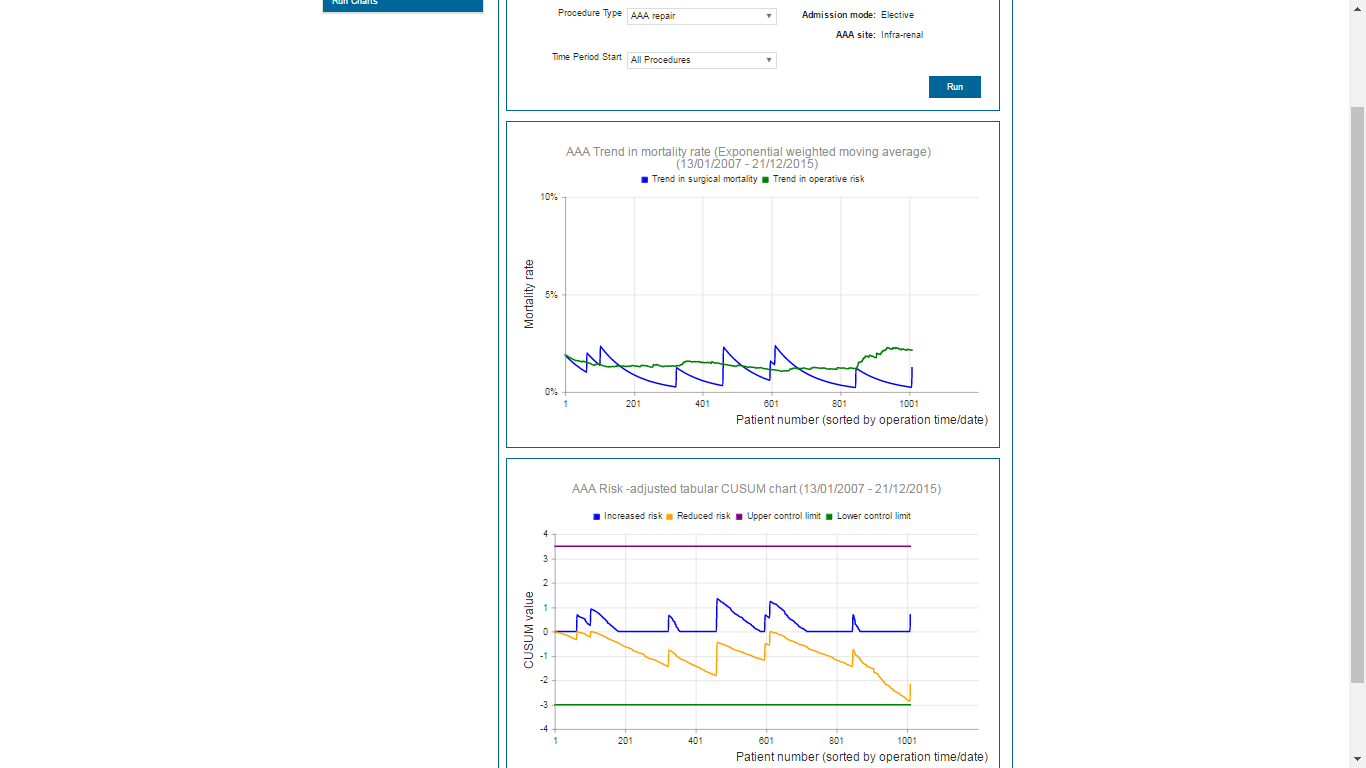 Run Charts
Procedure Type AAA repair Admission mode: Elective
AAA site: Infra-renal
Time Period Start All Procedures
Run
AAA Trend in mortality rate (Exponential weighted moving average)
(13/01/2007 - 21/12/2015)
Trend in surgical mortality Trend in operative risk
10%
5%
0%
Mortality rate
1 201 401 601 801 1001
Patient number (sorted by operation time/date)
AAA Risk -adjusted tabular CUSUM chart (13/01/2007 - 21/12/2015)
Increased risk Reduced risk Upper control limit Lower control limit
4
3
2
1
0
-1
-2
-3
-4
CUSUM value
1 201 401 601 801 1001
Patient number (sorted by operation time/date)